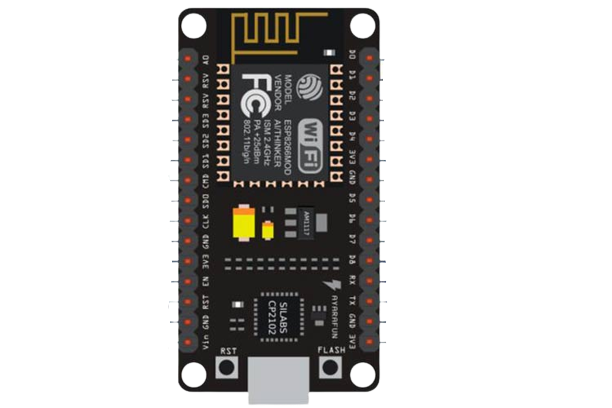 A0
RSV
RSV
SD3
SD2
SD1
CMD
SD0
CLK
GND
3V3
EN
RST
GND
Vin
D0
D1
D2
D3
D4
3V3
GND
D5
D6
D7
D8
RX
TX
GND
3V3
FC
MODEL ESP8266MOD
VENDOR AI/THINKER
ISM 2.4GHz
PA +25dBm
802.11b/g/n
Wi Fi
AM1117
AYARAFUN
SiLABS
CP2102
RST
FLASH